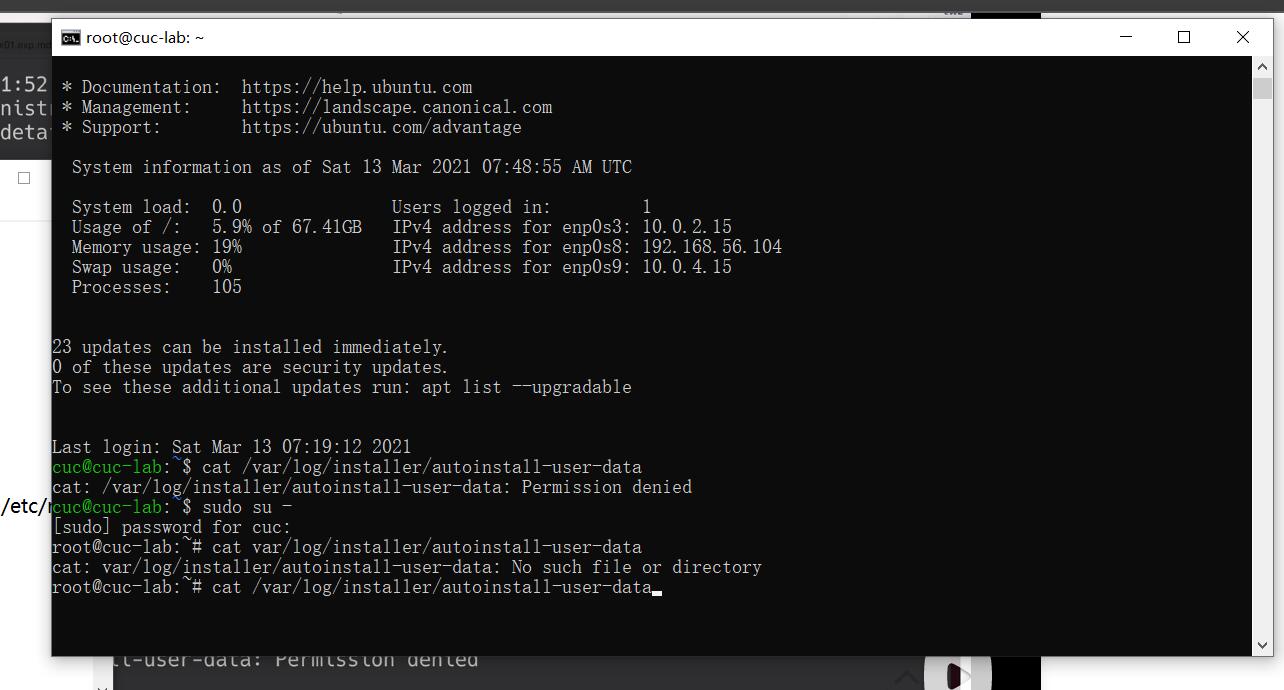 root@cuc-lab: ~
* Documentation:  https://help.ubuntu.com
* Management:     https://landscape.canonical.com
* Support:        https://ubuntu.com/advantage
System information as of Sat 13 Mar 2021 07:48:55 AM UTC
System load:  0.0               Users logged in:         1
Usage of /:   5.9% of 67.41GB   IPv4 address for enp0s3: 10.0.2.15
Memory usage: 19%               IPv4 address for enp0s8: 192.168.56.104
Swap usage:   0%                IPv4 address for enp0s9: 10.0.4.15
Processes:    105
23 updates can be installed immediately.
0 of these updates are security updates.
To see these additional updates run: apt list --upgradable
Last login: Sat Mar 13 07:19:12 2021
cuc@cuc-lab:~$ cat /var/log/installer/autoinstall-user-data
cat: /var/log/installer/autoinstall-user-data: Permission denied
cuc@cuc-lab:~$ sudo su -
[sudo] password for cuc:
root@cuc-lab:~# cat var/log/installer/autoinstall-user-data
cat: var/log/installer/autoinstall-user-data: No such file or directory
root@cuc-lab:~# cat /var/log/installer/autoinstall-user-data
1:52
nist
deta
/etc/
ll-user-data: Permission denied